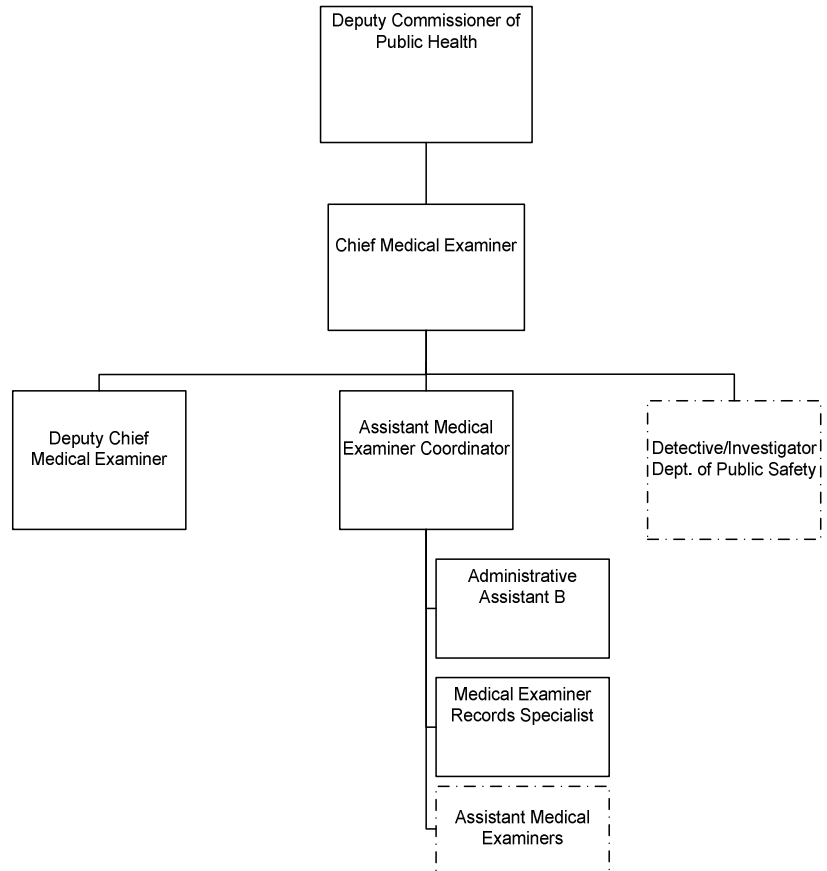 Deputy Commissioner of
Public Health
Chief Medical Examiner
Deputy Chief
Medical Examiner
Assistant Medical
Examiner Coordinator
Detective/Investigator
Dept. of Public Safety
Administrative
Assistant B
Medical Examiner
Records Specialist
Assistant Medical
Examiners